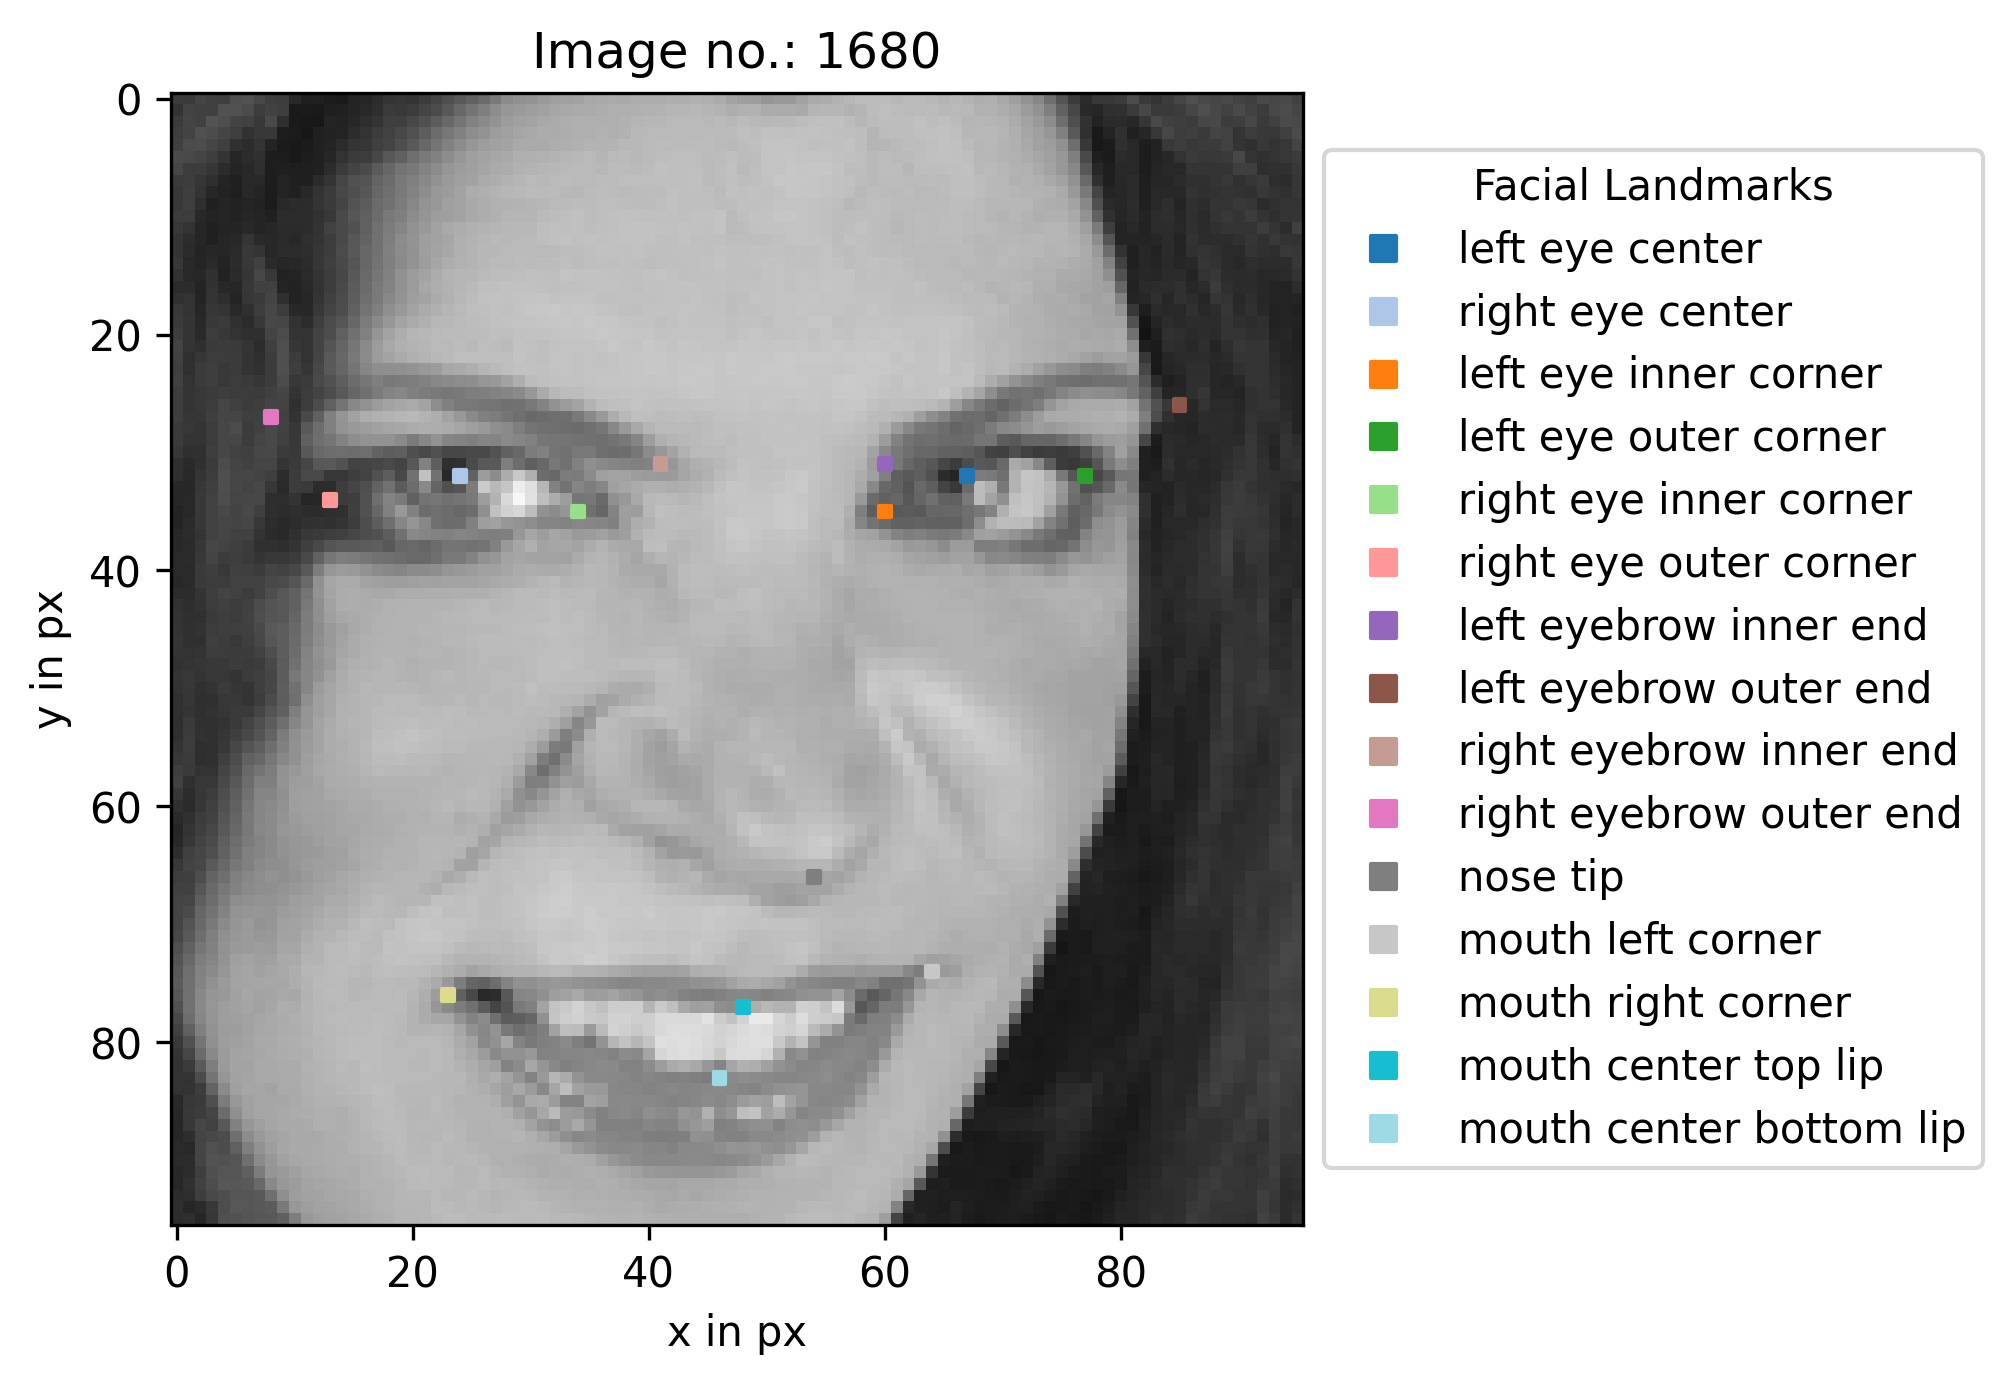 Image no.: 1680
0
20
40
60
80
y in px
0 20 40 60 80
x in px
Facial Landmarks
left eye center
right eye center
left eye inner corner
left eye outer corner
right eye inner corner
right eye outer corner
left eyebrow inner end
left eyebrow outer end
right eyebrow inner end
right eyebrow outer end
nose tip
mouth left corner
mouth right corner
mouth center top lip
mouth center bottom lip